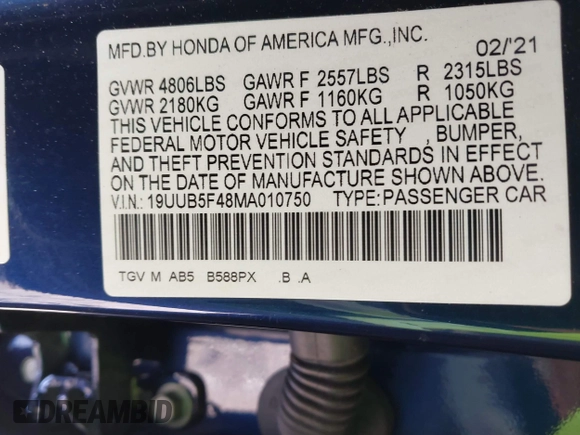 MFD.BY HONDA OF AMERICA MFG.,INC.
02/'21
GVWR 4806LBS GAWR F 2557LBS R 2315LBS
GVWR 2180KG GAWR F 1160KG R 1050KG
THIS VEHICLE CONFORMS TO ALL APPLICABLE
FEDERAL MOTOR VEHICLE SAFETY , BUMPER,
AND THEFT PREVENTION STANDARDS IN EFFECT
ON THE DATE OF MANUFACTURE SHOWN ABOVE.
V.I.N.: 19UUB5F48MA010750 TYPE:PASSENGER CAR
TGV M AB5 B588PX .B .A
DREAMBID